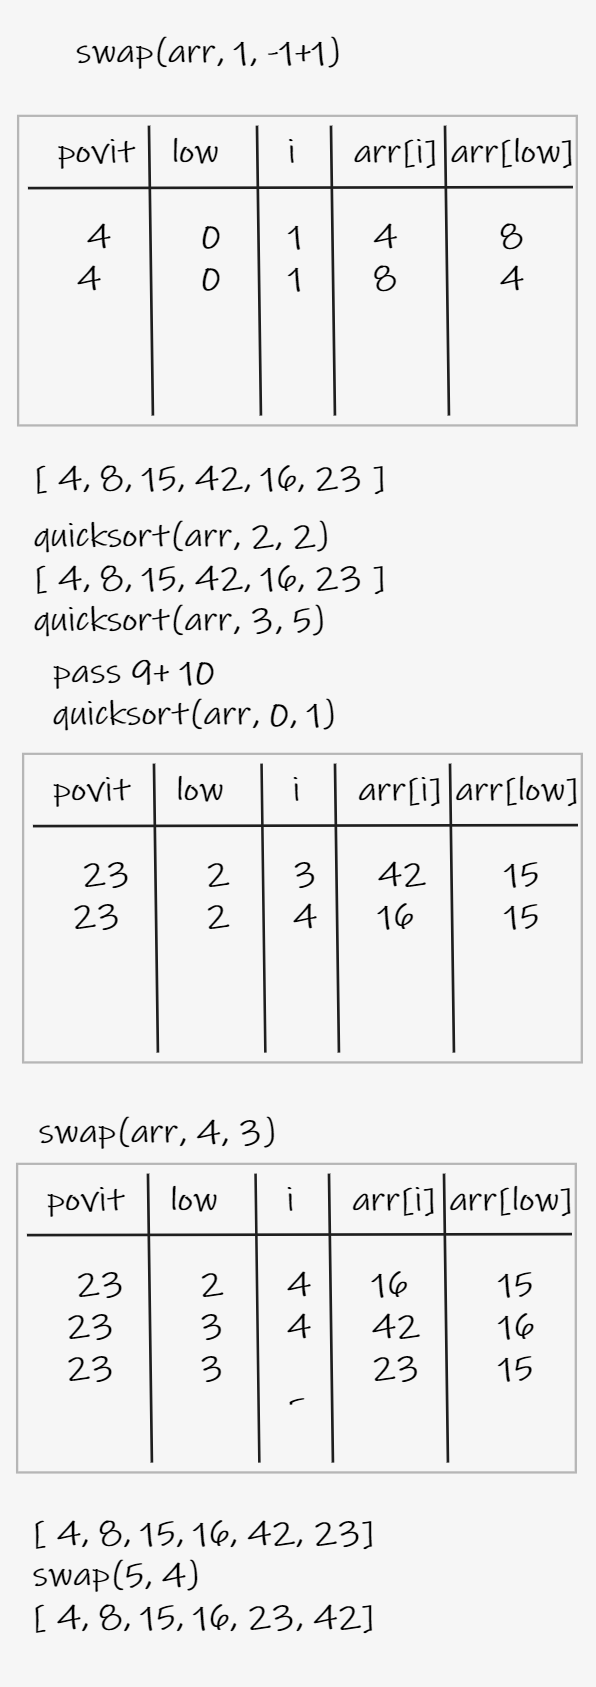 swap(arr, 1, -1+1)
povit low i arr[i] arr[low]
4 0 1 4 8
4 0 1 8 4
[ 4, 8, 15, 42, 16, 23 ]
quicksort(arr, 2, 2)
[ 4, 8, 15, 42, 16, 23 ]
quicksort(arr, 3, 5)
pass 9+ 10
quicksort(arr, 0, 1)
povit low i arr[i] arr[low]
23 2 3 42 15
23 2 4 16 15
swap(arr, 4, 3)
povit low i arr[i] arr[low]
23 2 4 16 15
23 3 4 42 16
23 3 23 15
-
[ 4, 8, 15, 16, 42, 23]
swap(5, 4)
[ 4, 8, 15, 16, 23, 42]